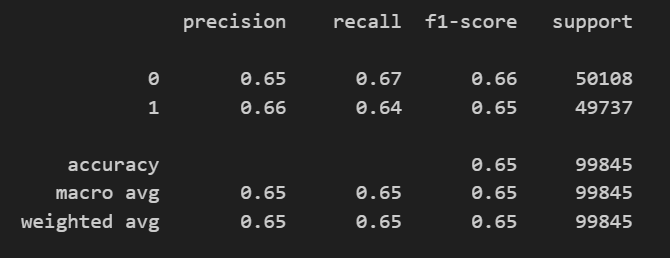 precision recall f1-score support
0 0.65 0.67 0.66 50108
1 0.66 0.64 0.65 49737
accuracy 0.65 99845
macro avg 0.65 0.65 0.65 99845
weighted avg 0.65 0.65 0.65 99845